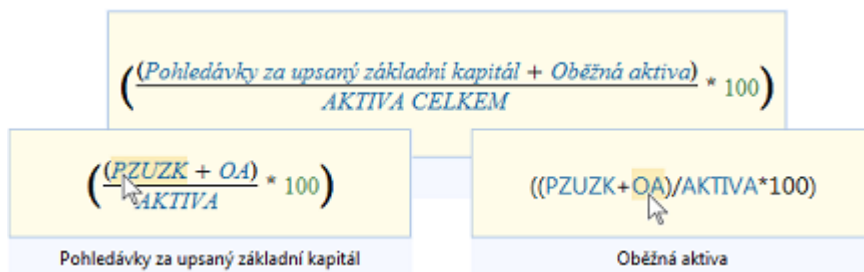 ((Pohledávky za upsaný základní kapitál + Oběžná aktiva)
AKTIVA CELKEM * 100)
((PZUZK + OA)
AKTIVA * 100)
((PZUZK+OA)/AKTIVA*100)
Pohledávky za upsaný základní kapitál
Oběžná aktiva